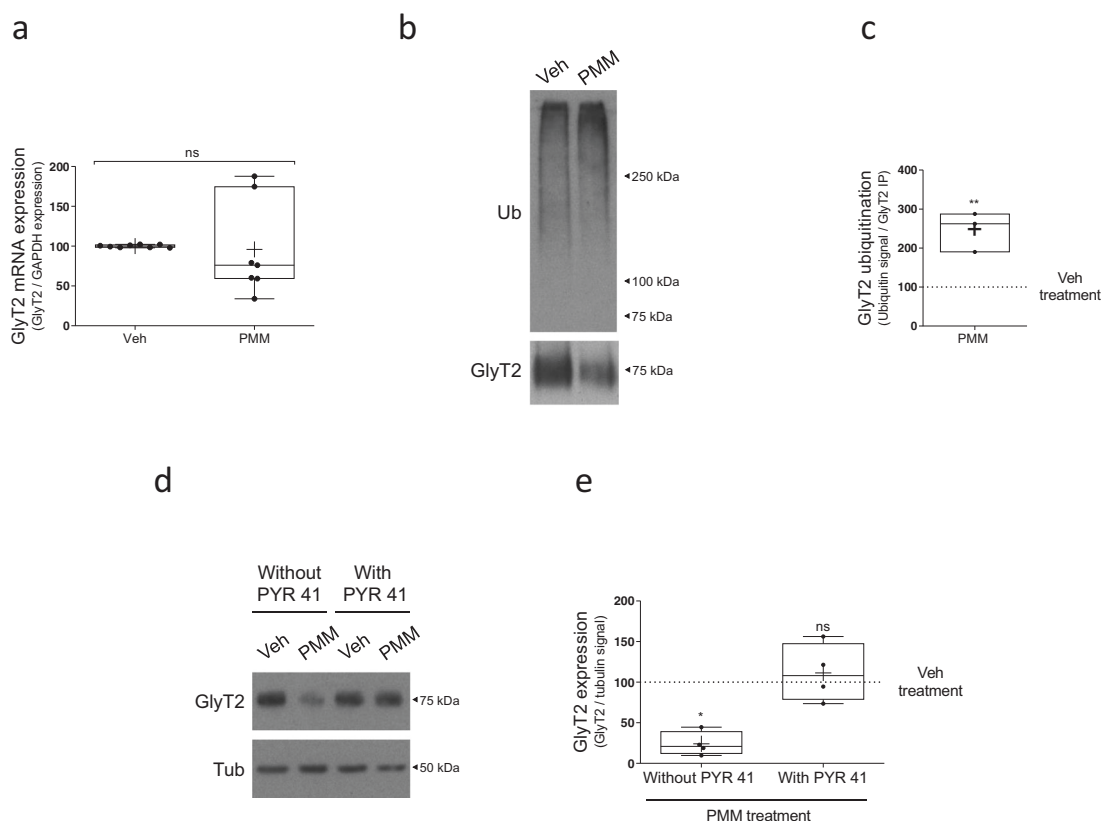 a
GlyT2 mRNA expression
(GlyT2 / GAPDH expression)
200
150
100
50
0
ns
Veh
PMM
b
Veh
PMM
Ub
◂250 kDa
◂100 kDa
◂75 kDa
GlyT2
◂75 kDa
c
GlyT2 ubiquitination
(Ubiquitin signal / GlyT2 IP)
400
300
200
100
0
**
PMM
Veh
treatment
d
Without
PYR 41
With
PYR 41
Veh
PMM
Veh
PMM
GlyT2
◂75 kDa
Tub
◂50 kDa
e
GlyT2 expression
(GlyT2 / tubulin signal)
200
150
100
50
0
*
ns
Veh
treatment
Without PYR 41
With PYR 41
PMM treatment